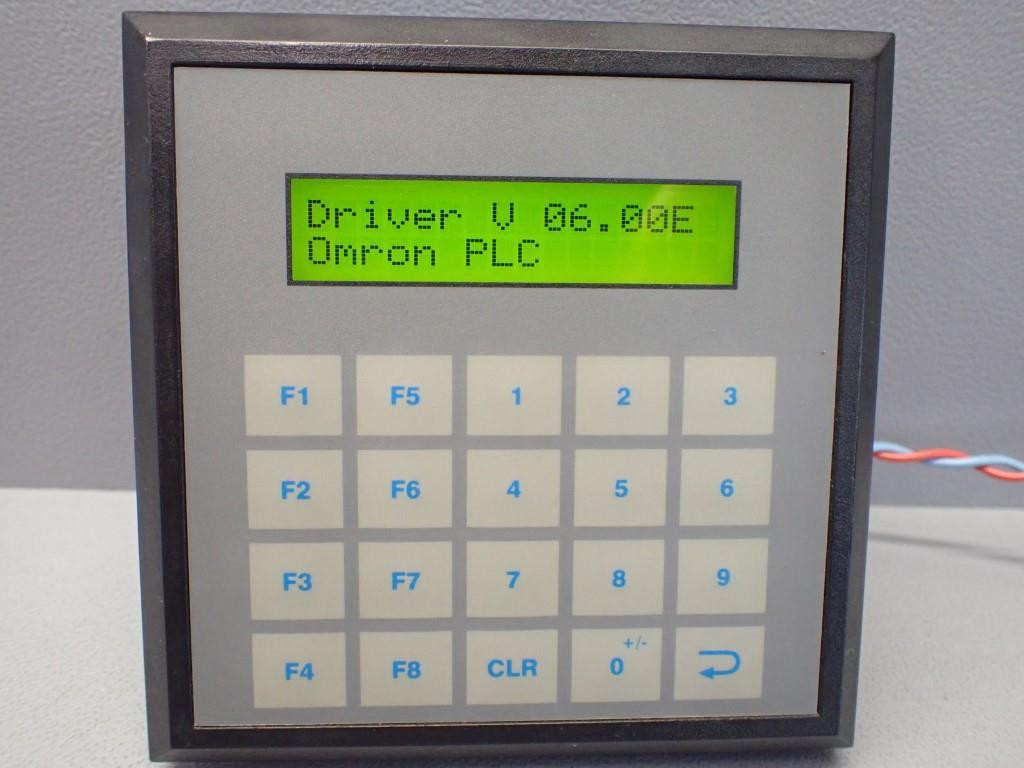 Driver V 06.00E
Omron PLC
F1 F5 1 2 3
F2 F6 4 5 6
F3 F7 7 8 9
+/-
F4 F8 CLR 0